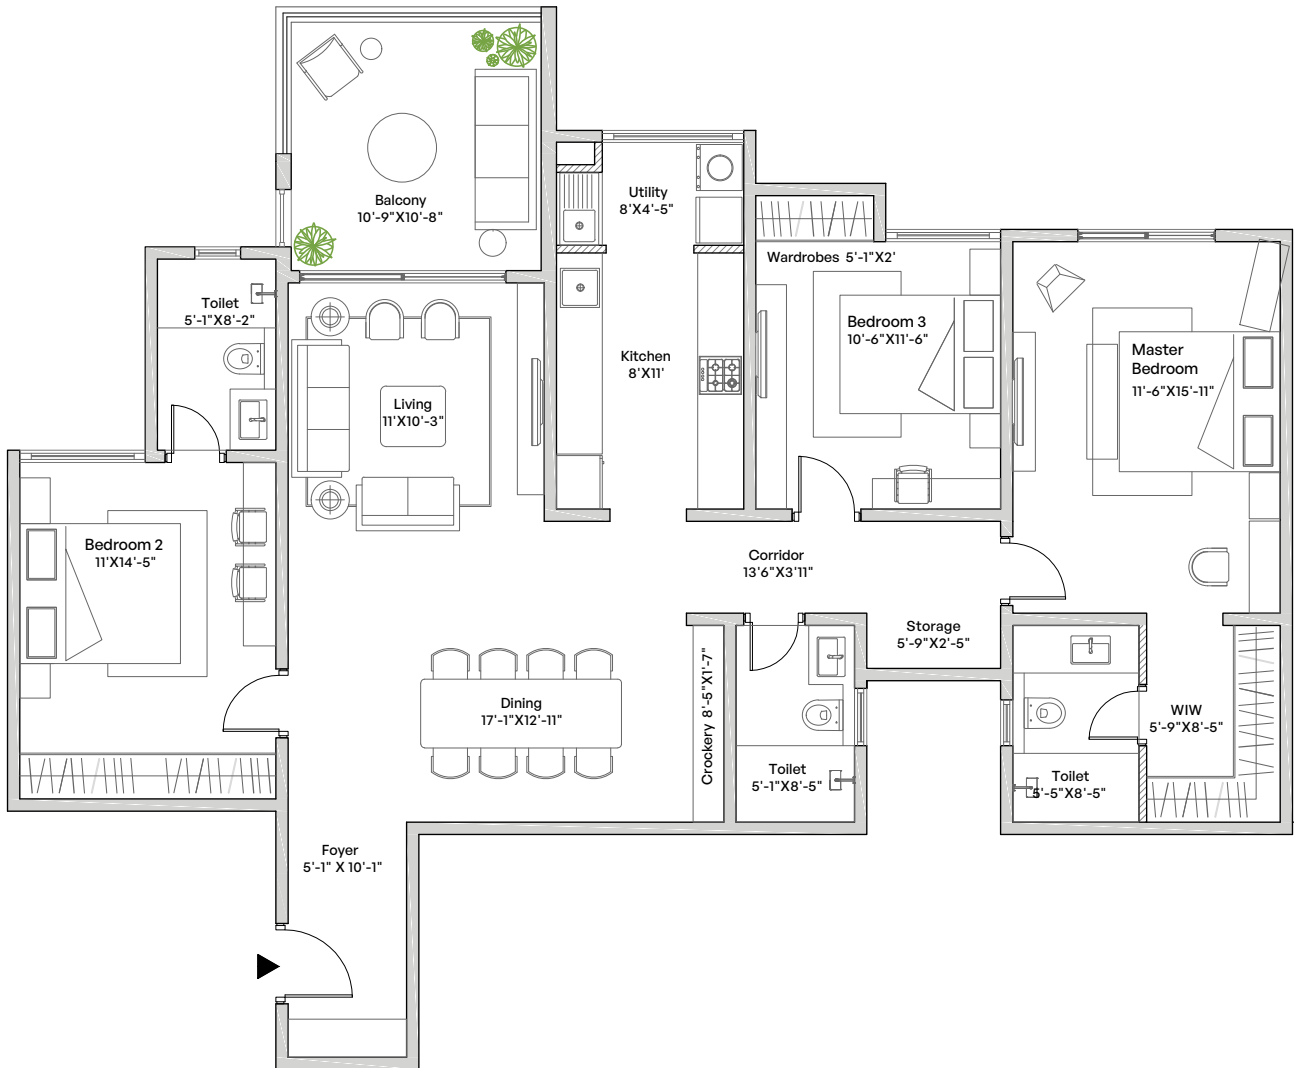 Balcony
10'-9"X10'-8"
Utility
8'X4'-5"
Wardrobes 5'-1"X2'
Toilet
5'-1"X8'-2"
Bedroom 3
10'-6"X11'-6"
Master
Bedroom
11'-6"X15'-11"
Kitchen
8'X11'
Living
11'X10'-3"
Bedroom 2
11'X14'-5"
Corridor
13'6"X3'11"
Storage
5'-9"X2'-5"
Dining
17'-1"X12'-11"
Crockery 8'-5"X1'-7"
WIW
5'-9"X8'-5"
Toilet
5'-1"X8'-5"
Toilet
5'-5"X8'-5"
Foyer
5'-1" X 10'-1"